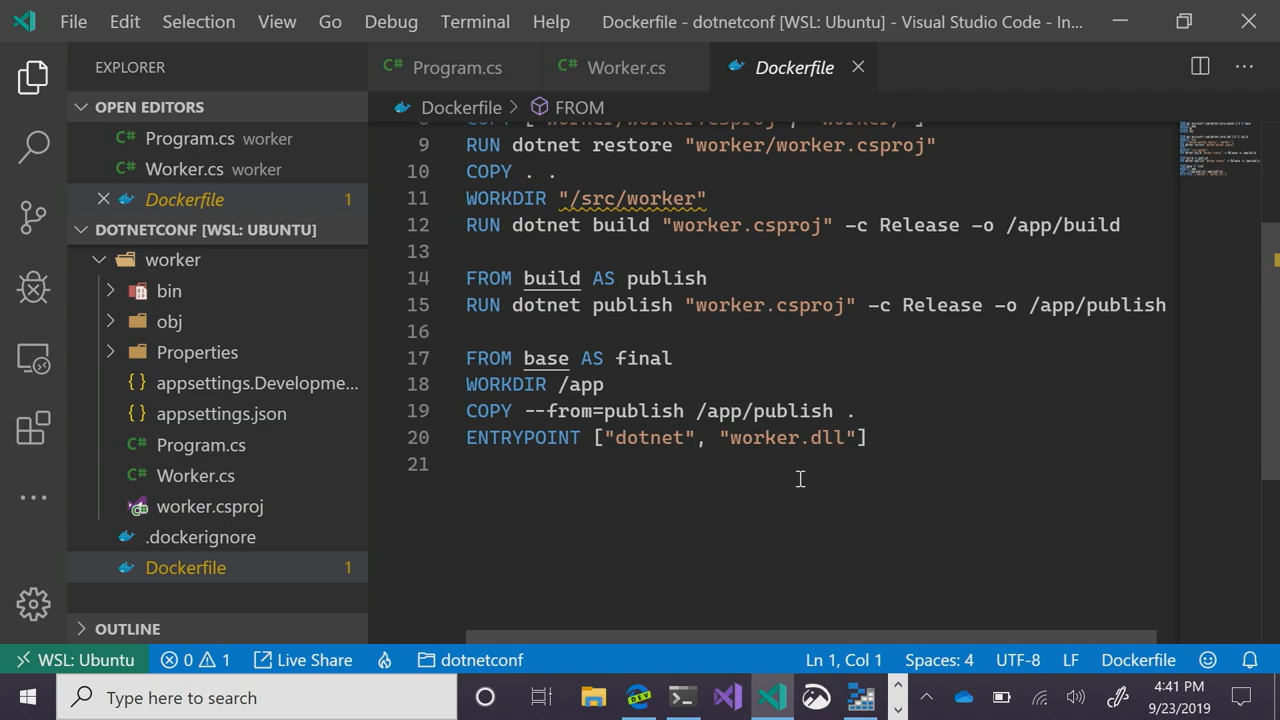 File Edit Selection View Go Debug Terminal Help Dockerfile - dotnetconf [WSL: Ubuntu] - Visual Studio Code - In...
EXPLORER
OPEN EDITORS
Program.cs worker
Worker.cs worker
Dockerfile 1
DOTNETCONF [WSL: UBUNTU]
worker
bin
obj
Properties
appsettings.Developme...
appsettings.json
Program.cs
Worker.cs
worker.csproj
.dockerignore
Dockerfile 1
OUTLINE
Program.cs Worker.cs Dockerfile
Dockerfile > FROM
8 COPY ["worker/worker.csproj", "worker/"]
9 RUN dotnet restore "worker/worker.csproj"
10 COPY . .
11 WORKDIR "/src/worker"
12 RUN dotnet build "worker.csproj" -c Release -o /app/build
13
14 FROM build AS publish
15 RUN dotnet publish "worker.csproj" -c Release -o /app/publish
16
17 FROM base AS final
18 WORKDIR /app
19 COPY --from=publish /app/publish .
20 ENTRYPOINT ["dotnet", "worker.dll"]
21
WSL: Ubuntu 0 1 Live Share dotnetconf Ln 1, Col 1 Spaces: 4 UTF-8 LF Dockerfile
Type here to search
4:41 PM
9/23/2019